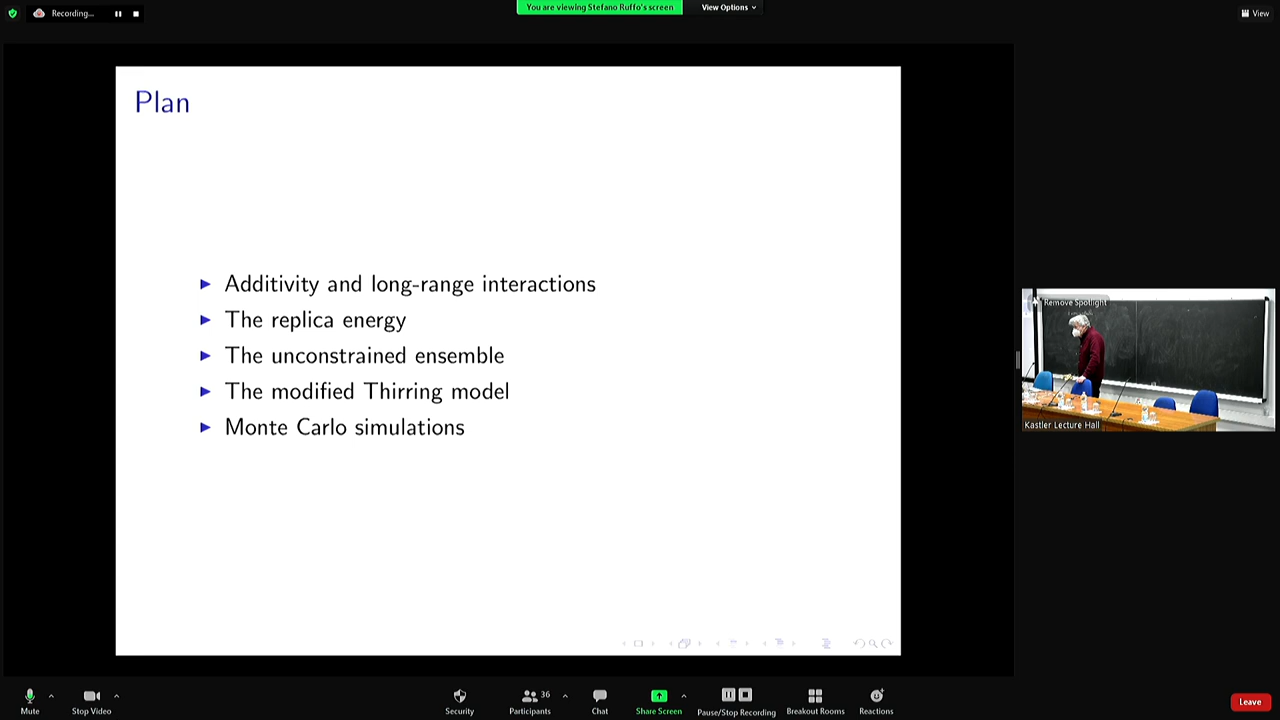 Recording...
You are viewing Stefano Ruffo's screen
View Options
View
Plan
Additivity and long-range interactions
The replica energy
The unconstrained ensemble
The modified Thirring model
Monte Carlo simulations
Remove Spotlight
Kastler Lecture Hall
Mute
Stop Video
Security
Participants
36
Chat
Share Screen
Pause/Stop Recording
Breakout Rooms
Reactions
Leave